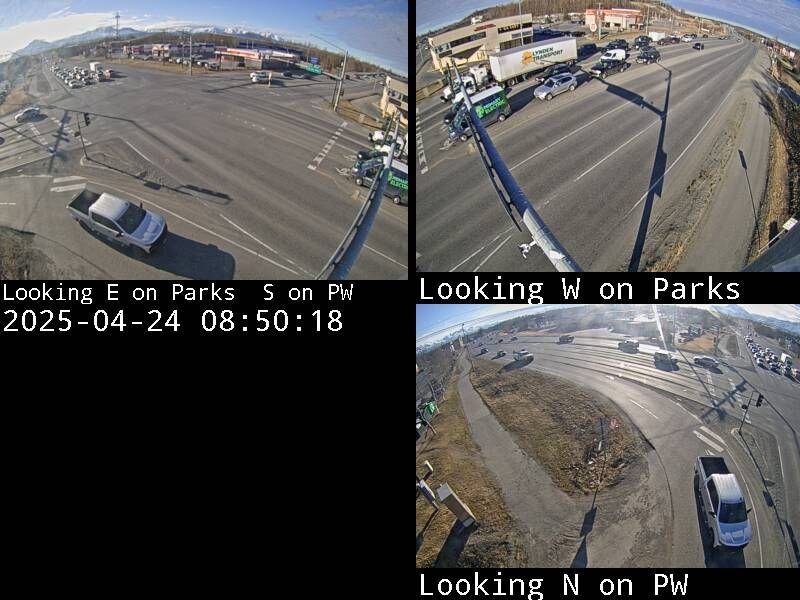 Looking E on Parks  S on PW
2025-04-24 08:50:18
LYNDEN
TRANSPORT
ELECTRIC
Looking W on Parks
Looking N on PW